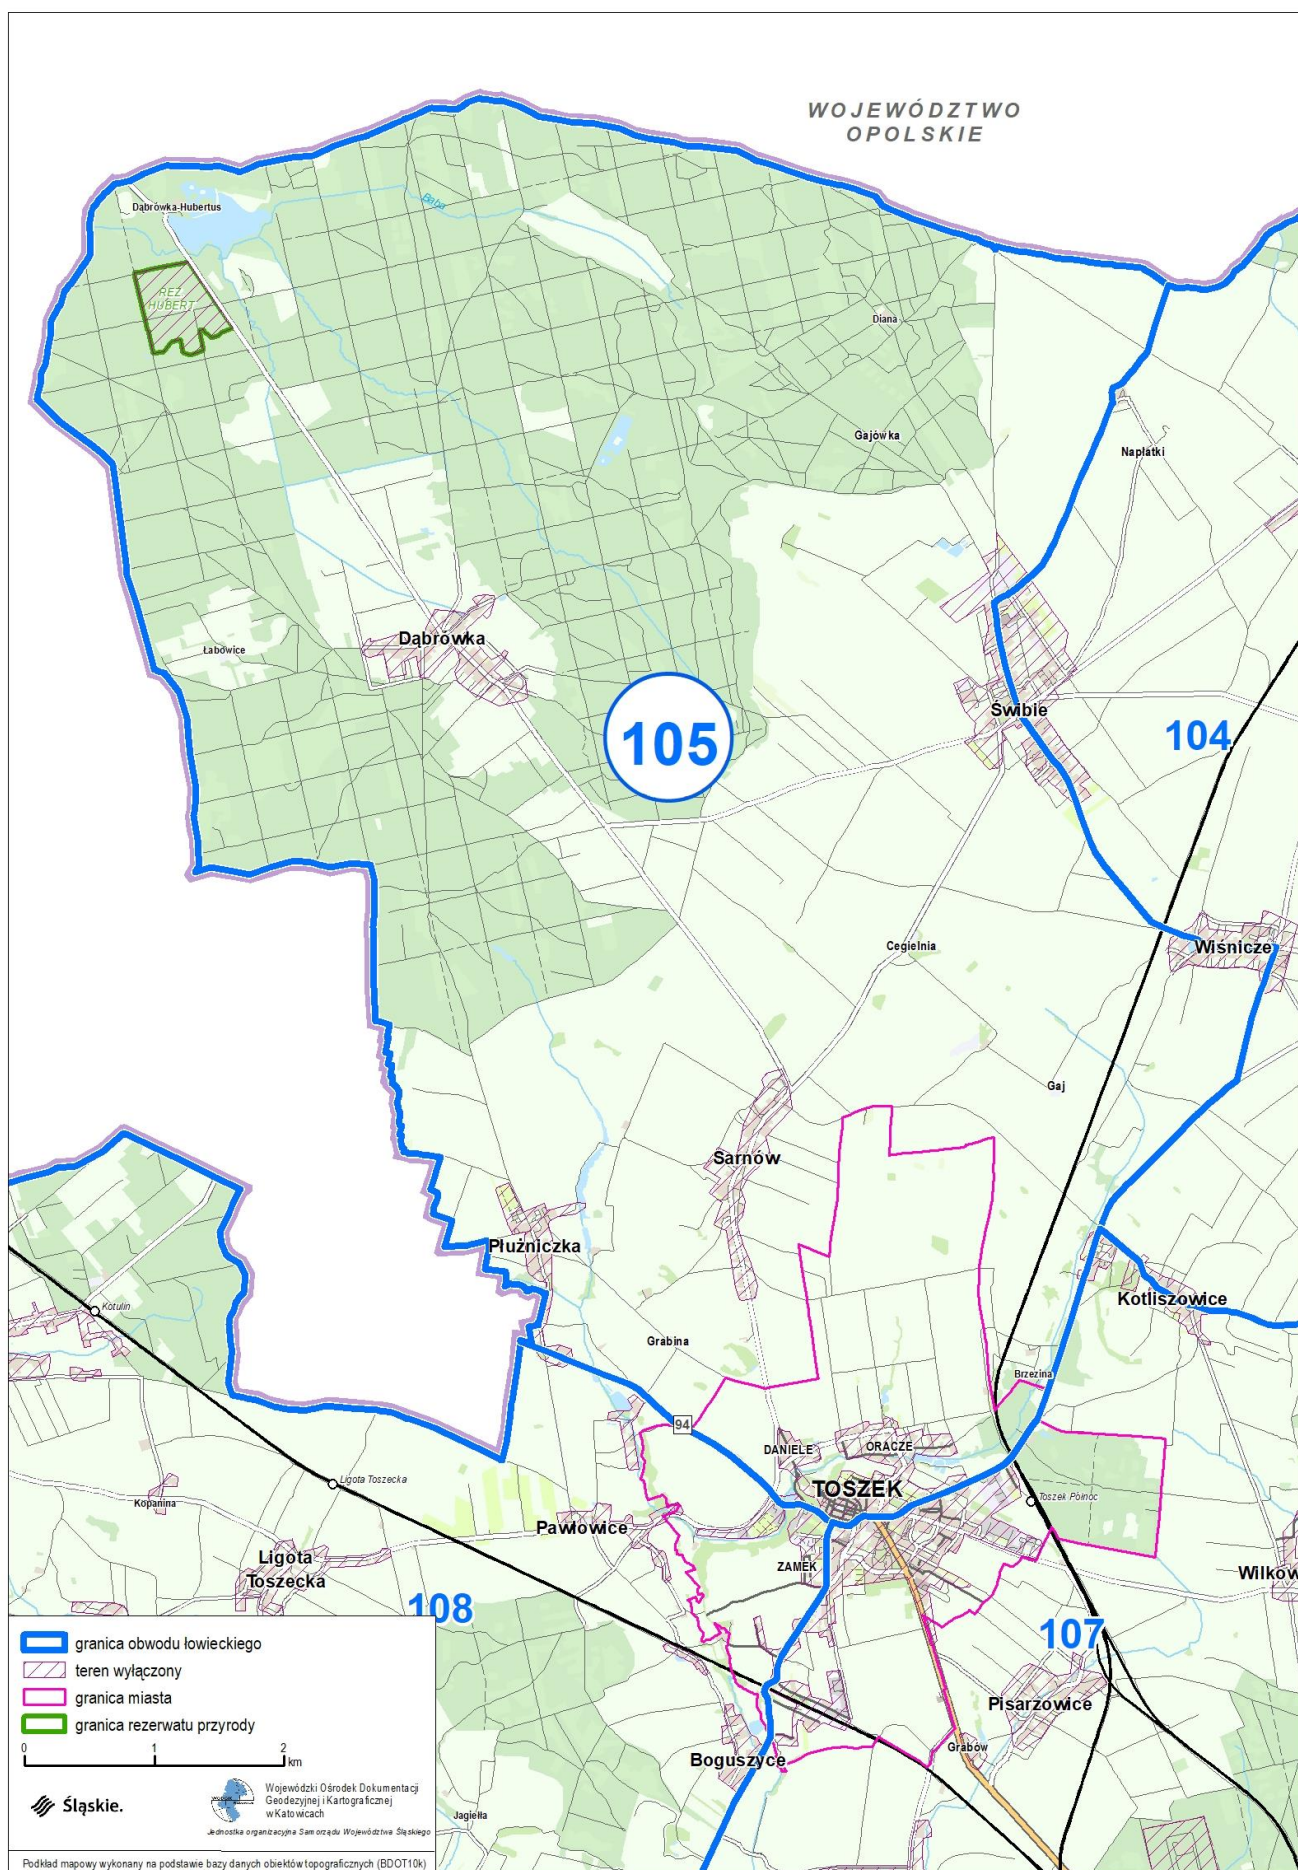 WOJEWÓDZTWO
OPOLSKIE
Dąbrówka-Hubertus
Baba
REZ.
HUBERT
Diana
Gajówka
Napłatki
Dąbrówka
Łabowice
105
Świbie
104
Cegielnia
Wiśnicze
Gaj
Sarnów
Płużniczka
Kotliszowice
Kotulin
Grabina
Brzezina
94
DANIELE
ORACZE
TOSZEK
Ligota Toszecka
Toszek Północ
Kopanina
Pawłowice
Ligota
Toszecka
ZAMEK
Wilkow
108
107
Pisarzowice
Boguszyce
Grabów
Jagiełła
granica obwodu łowieckiego
teren wyłączony
granica miasta
granica rezerwatu przyrody
0 1 2
km
Śląskie.
Wojewódzki Ośrodek Dokumentacji
Geodezyjnej i Kartograficznej
w Katowicach
Jednostka organizacyjna Samorządu Województwa Śląskiego
Podkład mapowy wykonany na podstawie bazy danych obiektów topograficznych (BDOT10k)